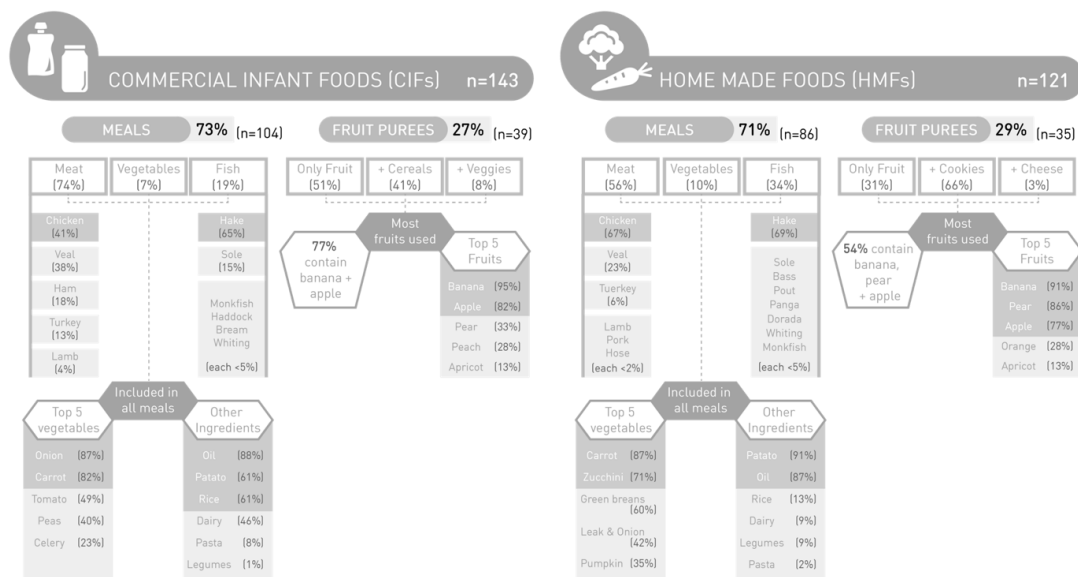 COMMERCIAL INFANT FOODS (CIFs) n=143
MEALS 73% (n=104)
FRUIT PUREES 27% (n=39)
Meat
(74%)
Vegetables
(7%)
Fish
(19%)
Only Fruit
(51%)
+ Cereals
(41%)
+ Veggies
(8%)
Chicken
(41%)
Veal
(38%)
Ham
(18%)
Turkey
(13%)
Lamb
(4%)
Hake
(65%)
Sole
(15%)
Monkfish
Haddock
Bream
Whiting
(each <5%)
Most
fruits used
77%
contain
banana +
apple
Top 5
Fruits
Banana (95%)
Apple (82%)
Pear (33%)
Peach (28%)
Apricot (13%)
Included in
all meals
Top 5
vegetables
Onion (87%)
Carrot (82%)
Tomato (49%)
Peas (40%)
Celery (23%)
Other
Ingredients
Oil (88%)
Patato (61%)
Rice (61%)
Dairy (46%)
Pasta (8%)
Legumes (1%)
HOME MADE FOODS (HMFs) n=121
MEALS 71% (n=86)
FRUIT PUREES 29% (n=35)
Meat
(56%)
Vegetables
(10%)
Fish
(34%)
Only Fruit
(31%)
+ Cookies
(66%)
+ Cheese
(3%)
Chicken
(67%)
Veal
(23%)
Tuerkey
(6%)
Lamb
Pork
Hose
(each <2%)
Hake
(69%)
Sole
Bass
Pout
Panga
Dorada
Whiting
Monkfish
(each <5%)
Most
fruits used
54% contain
banana,
pear
+ apple
Top 5
Fruits
Banana (91%)
Pear (86%)
Apple (77%)
Orange (28%)
Apricot (13%)
Included in
all meals
Top 5
vegetables
Carrot (87%)
Zucchini (71%)
Green breans
(60%)
Leak & Onion
(42%)
Pumpkin (35%)
Other
Ingredients
Patato (91%)
Oil (87%)
Rice (13%)
Dairy (9%)
Legumes (9%)
Pasta (2%)